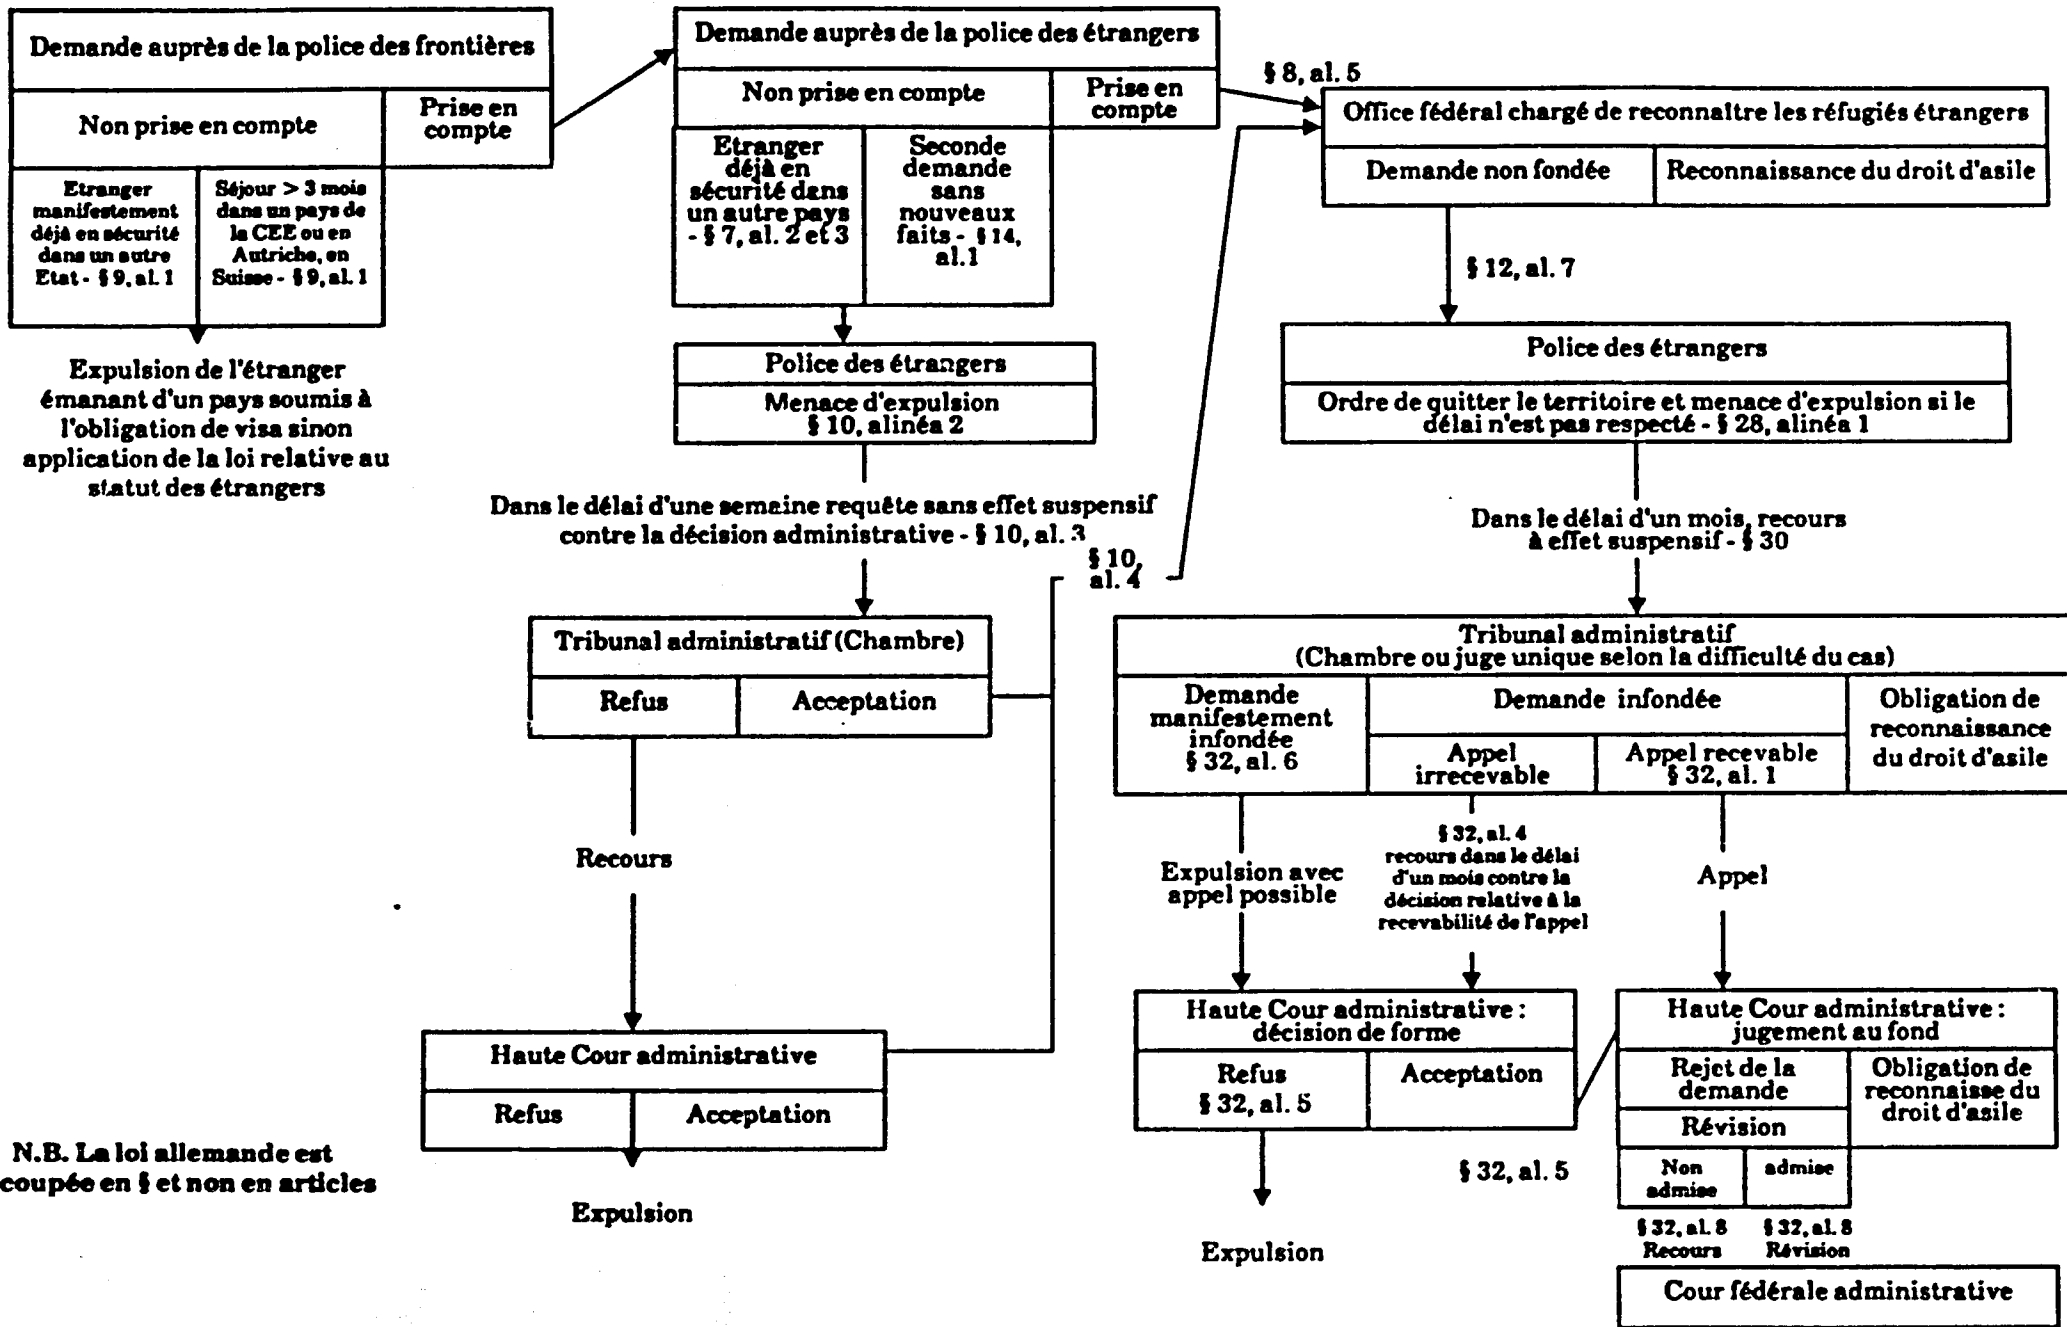 Demande auprès de la police des frontières
Non prise en compte
Prise en
compte
Etranger
manifestement
déjà en sécurité
dans un autre
Etat - § 9, al. 1
Séjour > 3 mois
dans un pays de
la CEE ou en
Autriche, en
Suisse - § 9, al. 1
Expulsion de l'étranger
émanant d'un pays soumis à
l'obligation de visa sinon
application de la loi relative au
statut des étrangers
Demande auprès de la police des étrangers
Non prise en compte
Prise en
compte
Etranger
déjà en
sécurité dans
un autre pays
- § 7, al. 2 et 3
Seconde
demande
sans
nouveaux
faits - § 14,
al.1
Police des étrangers
Menace d'expulsion
§ 10, alinéa 2
Dans le délai d'une semaine requête sans effet suspensif
contre la décision administrative - § 10, al. 3
§ 10,
al. 4
Tribunal administratif (Chambre)
Refus
Acceptation
Recours
Haute Cour administrative
Refus
Acceptation
Expulsion
§ 8, al. 5
Office fédéral chargé de reconnaître les réfugiés étrangers
Demande non fondée
Reconnaissance du droit d'asile
§ 12, al. 7
Police des étrangers
Ordre de quitter le territoire et menace d'expulsion si le
délai n'est pas respecté - § 28, alinéa 1
Dans le délai d'un mois, recours
à effet suspensif - § 30
Tribunal administratif
(Chambre ou juge unique selon la difficulté du cas)
Demande
manifestement
infondée
§ 32, al. 6
Demande infondée
Appel
irrecevable
Appel recevable
§ 32, al. 1
Obligation de
reconnaissance
du droit d'asile
Expulsion avec
appel possible
§ 32, al. 4
recours dans le délai
d'un mois contre la
décision relative à la
recevabilité de l'appel
Appel
Haute Cour administrative :
décision de forme
Refus
§ 32, al. 5
Acceptation
Expulsion
§ 32, al. 5
Haute Cour administrative :
jugement au fond
Rejet de la
demande
Révision
Non
admise
admise
Obligation de
reconnaisse du
droit d'asile
§ 32, al. 8
Recours
§ 32, al. 8
Révision
Cour fédérale administrative
N.B. La loi allemande est
coupée en § et non en articles